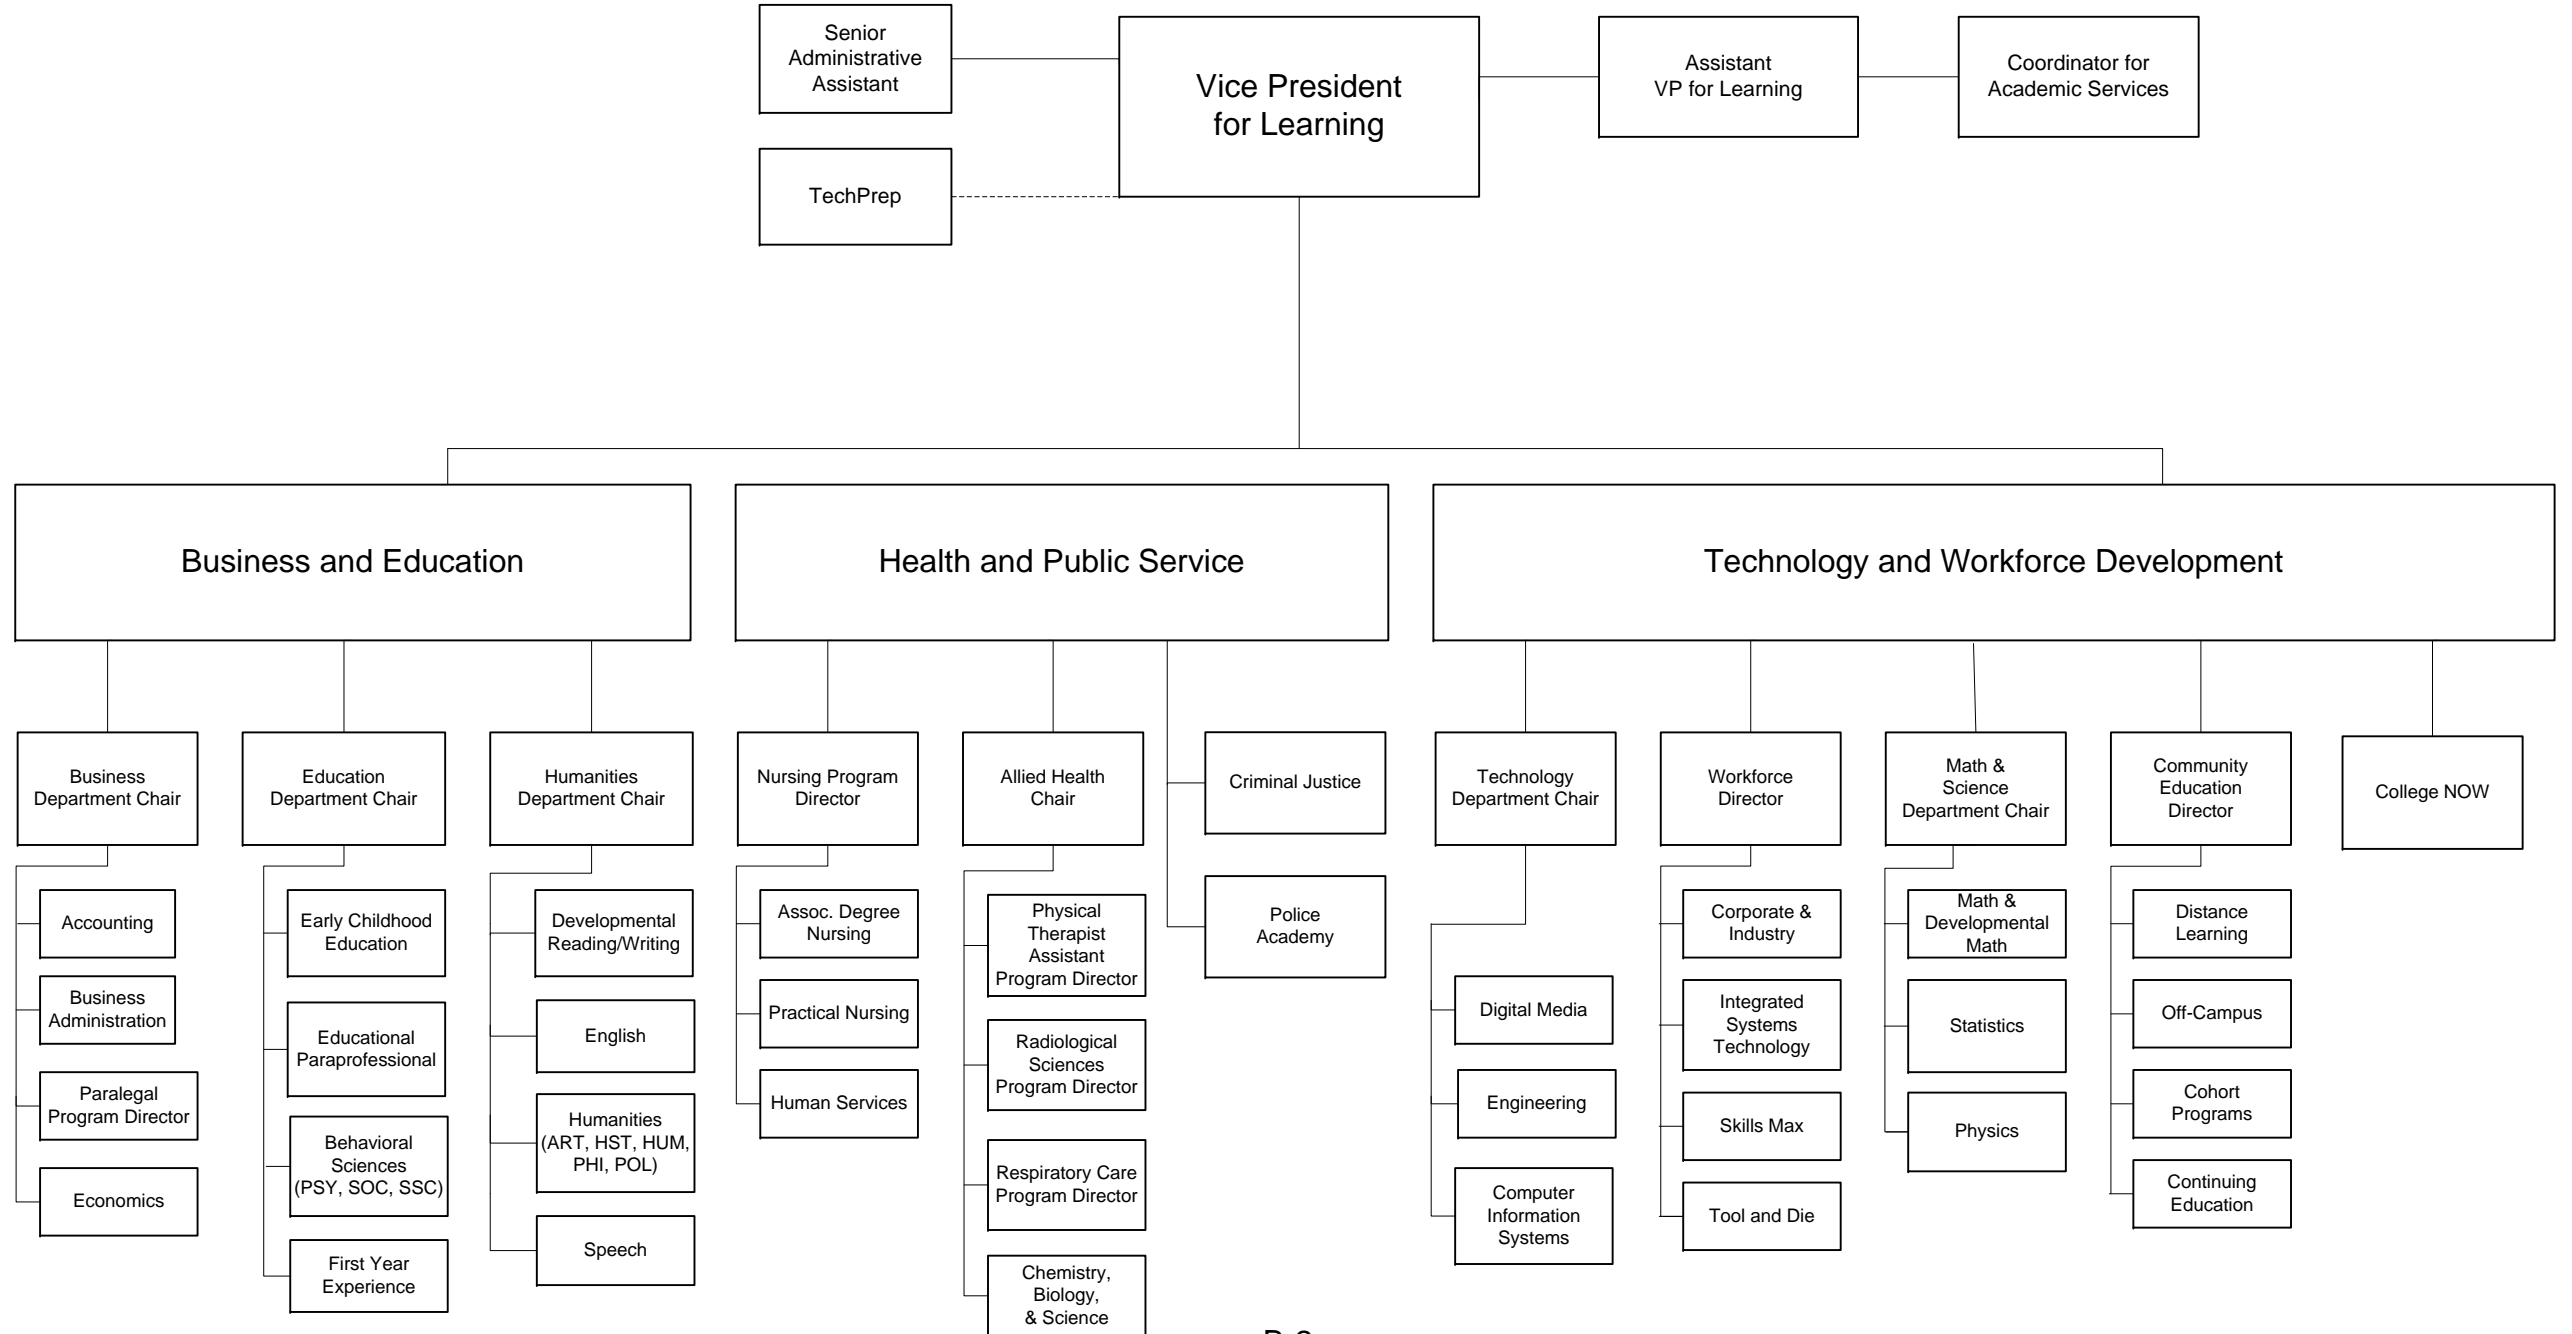 Senior
Administrative
Assistant
Vice President
for Learning
Assistant
VP for Learning
Coordinator for
Academic Services
TechPrep
Business and Education
Health and Public Service
Technology and Workforce Development
Business
Department Chair
Education
Department Chair
Humanities
Department Chair
Nursing Program
Director
Allied Health
Chair
Criminal Justice
Police
Academy
Technology
Department Chair
Workforce
Director
Math &
Science
Department Chair
Community
Education
Director
College NOW
Accounting
Business
Administration
Paralegal
Program Director
Economics
Early Childhood
Education
Educational
Paraprofessional
Behavioral
Sciences
(PSY, SOC, SSC)
First Year
Experience
Developmental
Reading/Writing
English
Humanities
(ART, HST, HUM,
PHI, POL)
Speech
Assoc. Degree
Nursing
Practical Nursing
Human Services
Physical
Therapist
Assistant
Program Director
Radiological
Sciences
Program Director
Respiratory Care
Program Director
Chemistry,
Biology,
& Science
Digital Media
Engineering
Computer
Information
Systems
Corporate &
Industry
Integrated
Systems
Technology
Skills Max
Tool and Die
Math &
Developmental
Math
Statistics
Physics
Distance
Learning
Off-Campus
Cohort
Programs
Continuing
Education